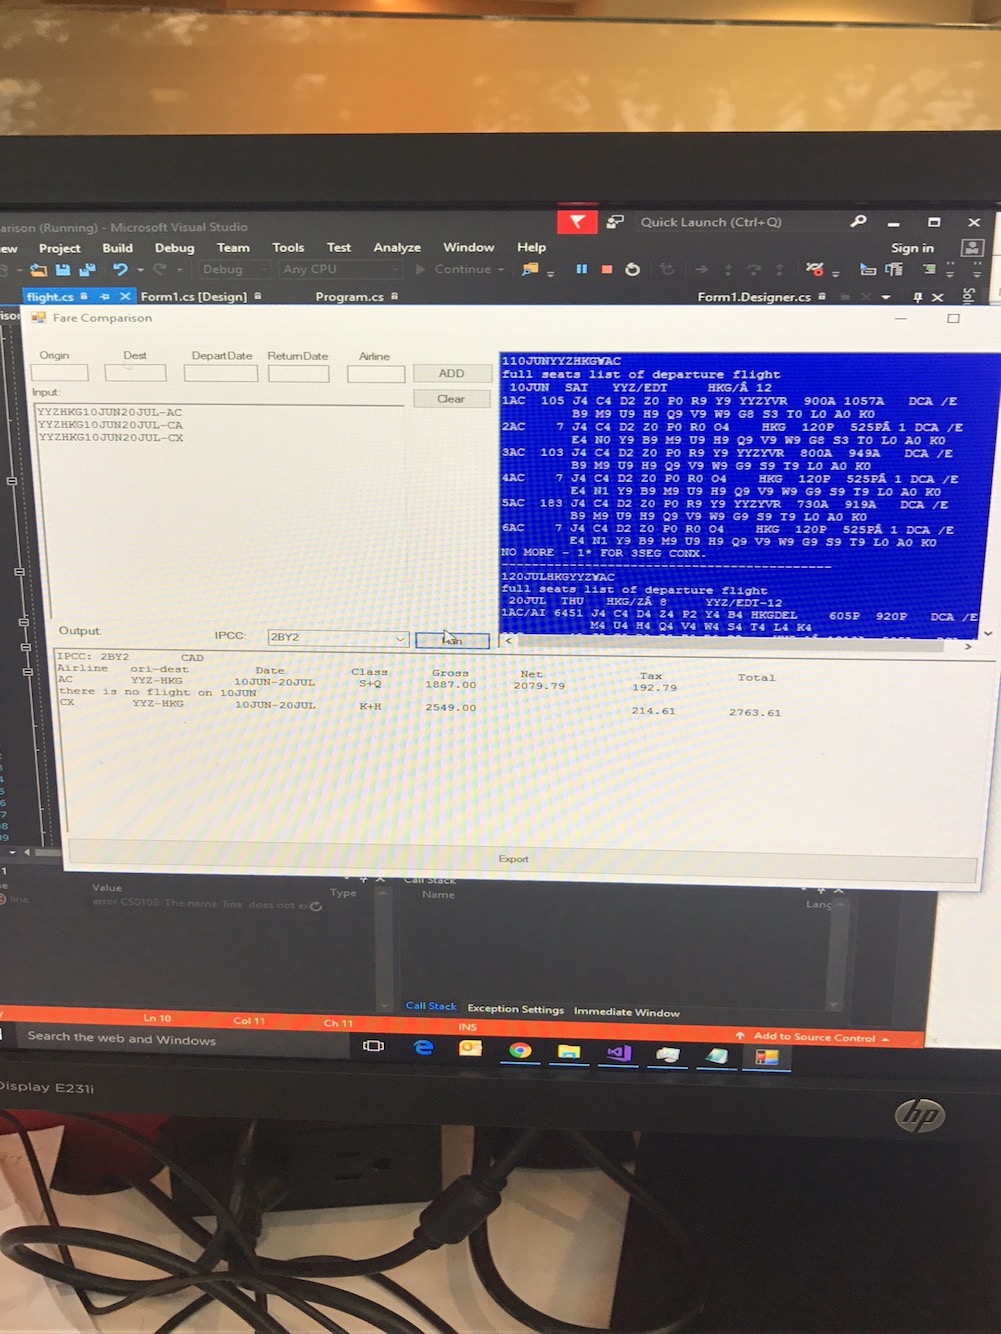 arison (Running) - Microsoft Visual Studio
Quick Launch (Ctrl+Q)
ew Project Build Debug Team Tools Test Analyze Window Help
Sign in
Debug Any CPU Continue
flight.cs Form1.cs [Design] Program.cs Form1.Designer.cs
Fare Comparison
Origin Dest DepartDate ReturnDate Airline
ADD
Input:
Clear
YYZHKG10JUN20JUL-AC
YYZHKG10JUN20JUL-CA
YYZHKG10JUN20JUL-CX
110JUNYYZHKG¥AC
full seats list of departure flight
10JUN SAT YYZ/EDT HKG/Â 12
1AC 105 J4 C4 D2 Z0 P0 R9 Y9 YYZYVR 900A 1057A DCA /E
B9 M9 U9 H9 Q9 V9 W9 G8 S3 T0 L0 A0 K0
2AC 7 J4 C4 D2 Z0 P0 R0 O4 HKG 120P 525PÂ 1 DCA /E
E4 N0 Y9 B9 M9 U9 H9 Q9 V9 W9 G8 S3 T0 L0 A0 K0
3AC 103 J4 C4 D2 Z0 P0 R9 Y9 YYZYVR 800A 949A DCA /E
B9 M9 U9 H9 Q9 V9 W9 G9 S9 T9 L0 A0 K0
4AC 7 J4 C4 D2 Z0 P0 R0 O4 HKG 120P 525PÂ 1 DCA /E
E4 N1 Y9 B9 M9 U9 H9 Q9 V9 W9 G9 S9 T9 L0 A0 K0
5AC 183 J4 C4 D2 Z0 P0 R9 Y9 YYZYVR 730A 919A DCA /E
B9 M9 U9 H9 Q9 V9 W9 G9 S9 T9 L0 A0 K0
6AC 7 J4 C4 D2 Z0 P0 R0 O4 HKG 120P 525PÂ 1 DCA /E
E4 N1 Y9 B9 M9 U9 H9 Q9 V9 W9 G9 S9 T9 L0 A0 K0
NO MORE - 1* FOR 3SEG CONX.
120JULHKGYYZ¥AC
full seats list of departure flight
20JUL THU HKG/ZÂ 8 YYZ/EDT-12
1AC/AI 6451 J4 C4 D4 Z4 P2 Y4 B4 HKGDEL 605P 920P DCA /E
M4 U4 H4 Q4 V4 W4 S4 T4 L4 K4
Output:
IPCC: 2BY2
IPCC: 2BY2 CAD
Airline ori-dest Date Class Gross Net Tax Total
AC YYZ-HKG 10JUN-20JUL S+Q 1887.00 2079.79 192.79
there is no flight on 10JUN
CX YYZ-HKG 10JUN-20JUL K+H 2549.00 214.61 2763.61
Export
Value Type
Call Stack
line error CS0103: The name 'line' does not ex
Name Lang
Call Stack Exception Settings Immediate Window
Ln 10 Col 11 Ch 11 INS
Add to Source Control
Search the web and Windows
Display E231i
hp